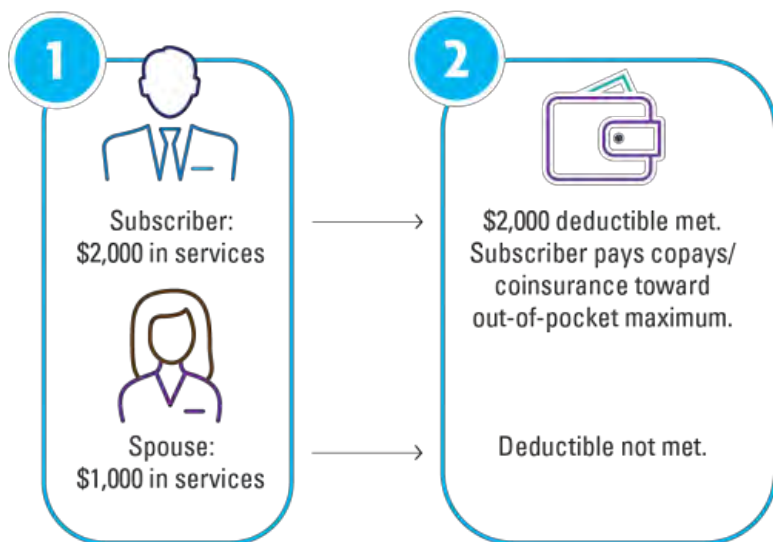 1
Subscriber:
$2,000 in services
Spouse:
$1,000 in services
2
$2,000 deductible met.
Subscriber pays copays/
coinsurance toward
out-of-pocket maximum.
Deductible not met.